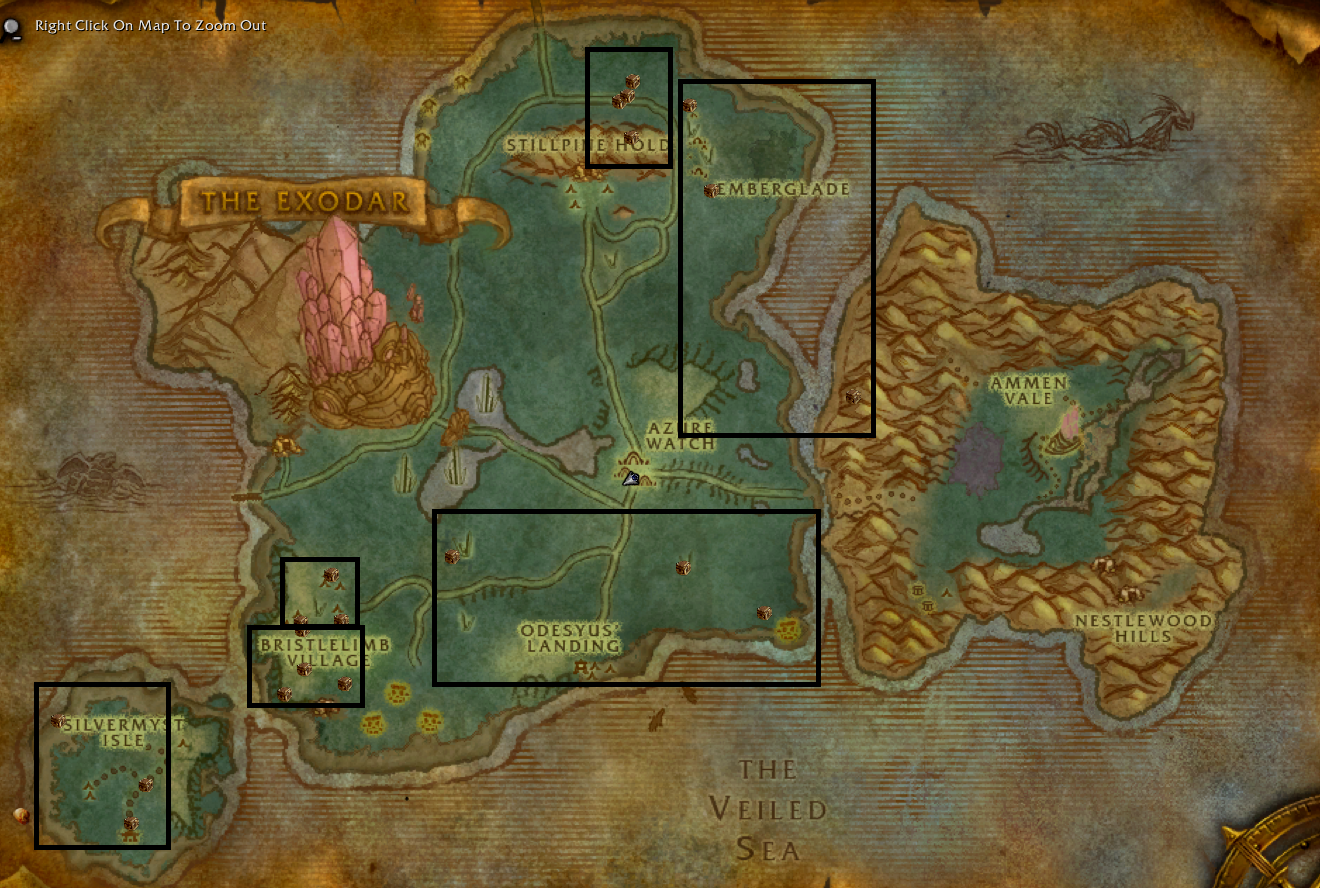 Right Click On Map To Zoom Out
STILLPINE HOLD
EMBERGLADE
THE EXODAR
AMMEN
VALE
AZURE
WATCH
ODESYUS'
LANDING
NESTLEWOOD
HILLS
BRISTLELIMB
VILLAGE
SILVERMYST
ISLE
THE
VEILED
SEA